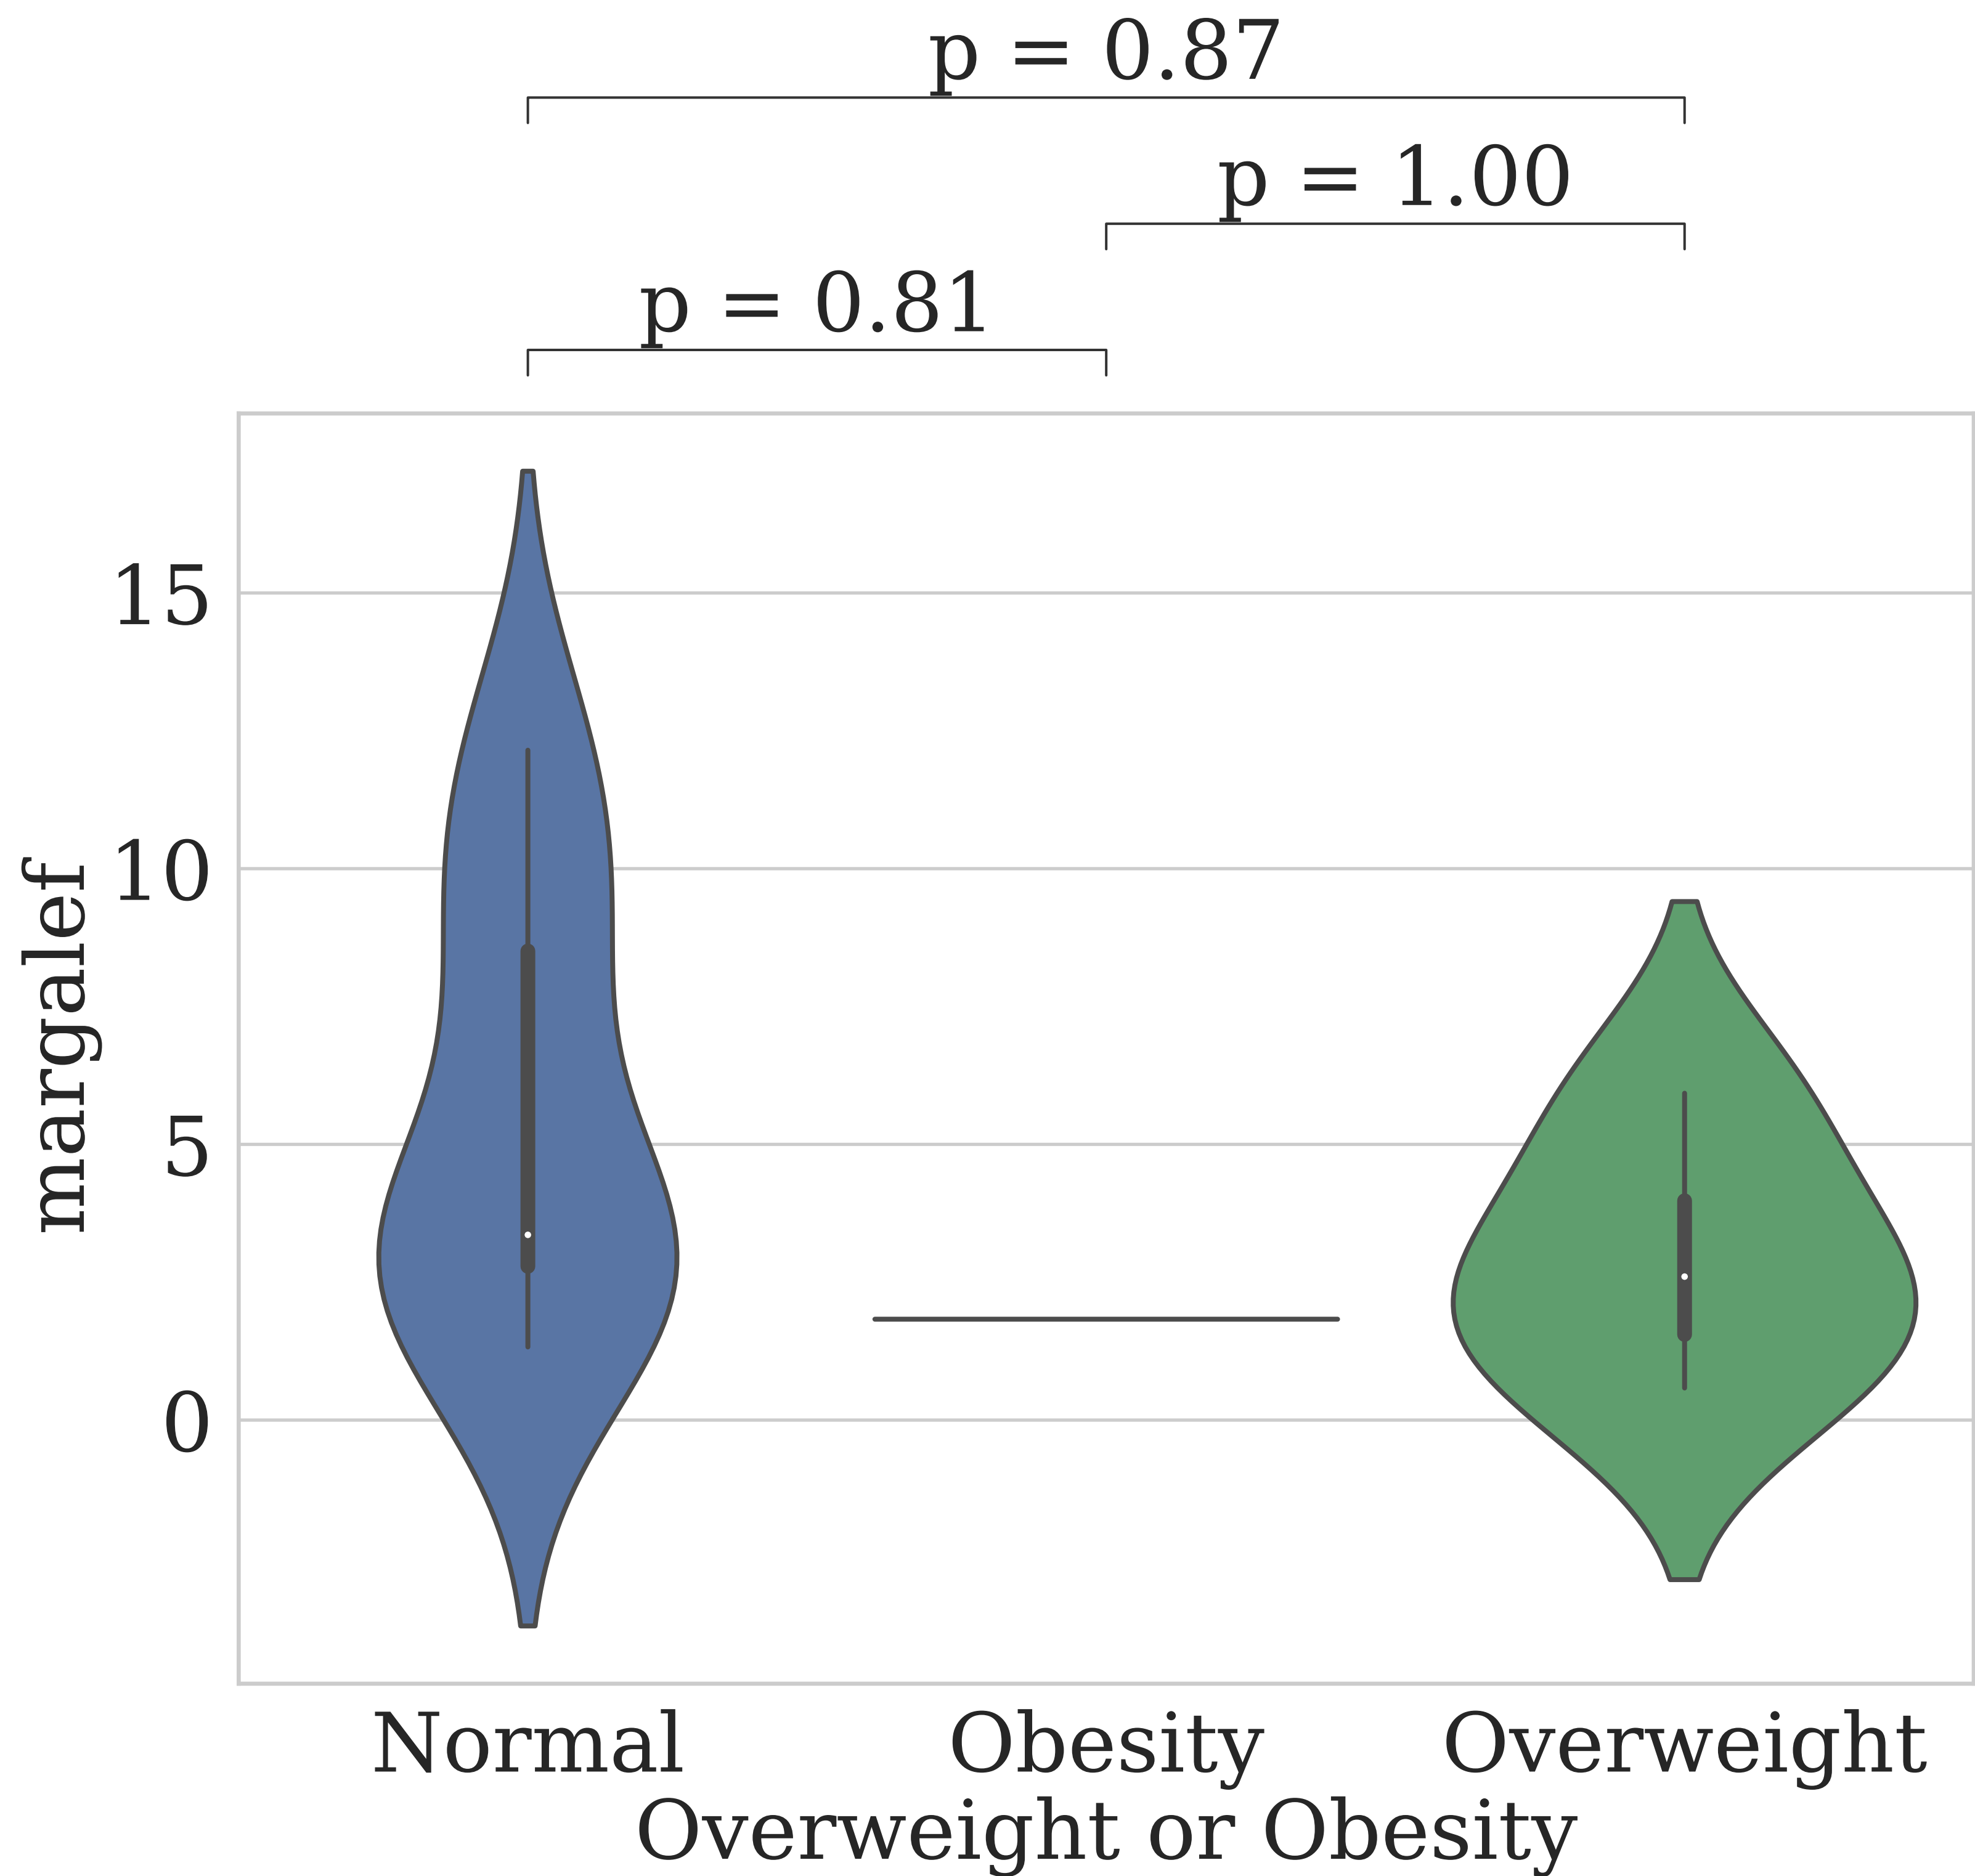 p = 0.87
p = 1.00
p = 0.81
15
10
5
0
margalef
Normal Obesity Overweight
Overweight or Obesity